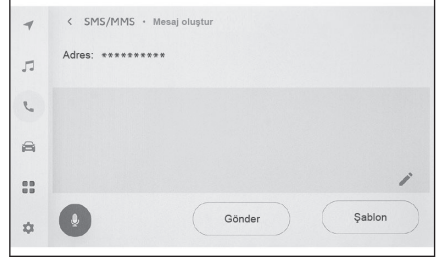 < SMS/MMS • Mesaj oluştur
Adres: **********
Gönder
Şablon